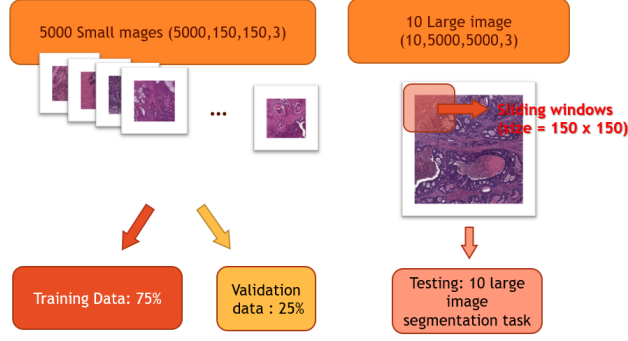 5000 Small mages (5000,150,150,3)
10 Large image
(10,5000,5000,3)
...
Sliding windows
(size = 150 x 150)
Training Data: 75%
Validation
data : 25%
Testing: 10 large
image
segmentation task